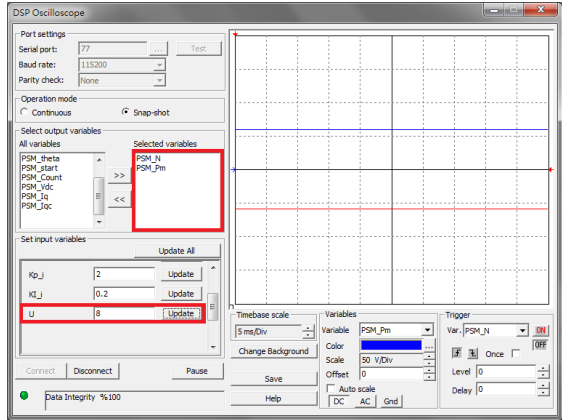 DSP Oscilloscope
Port settings
Serial port: 77 ... Test
Baud rate: 115200
Parity check: None
Operation mode
Continuous Snap-shot
Select output variables
All variables Selected variables
PSM_theta
PSM_start
PSM_Count
PSM_Vdc
PSM_Iq
PSM_Iqc
>>
<<
PSM_N
PSM_Pm
Set input variables
Update All
Kp_i 2 Update
KI_i 0.2 Update
U 8 Update
Connect Disconnect Pause
Data Integrity %100
Timebase scale
5 ms/Div
Change Background
Save
Help
Variables
Variable PSM_Pm
Color ...
Scale 50 V/Div
Offset 0
Auto scale
DC AC Gnd
Trigger
Var. PSM_N ON
OFF
Once
Level 0
Delay 0